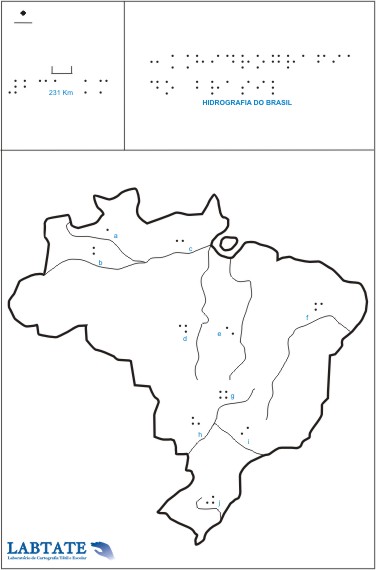 231 Km
HIDROGRAFIA DO BRASIL
a
c
b
f
d
e
g
h
i
j
LABTATE
Laboratório de Cartografia Tátil e Escolar